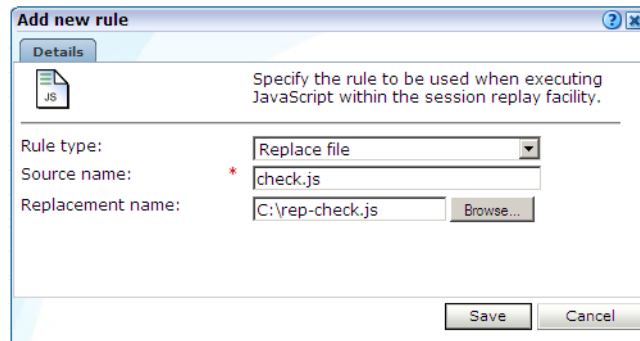 Add new rule
Details
JS
Specify the rule to be used when executing
JavaScript within the session replay facility.
Rule type:
Replace file
Source name:
*
check.js
Replacement name:
C:\rep-check.js
Browse...
Save
Cancel